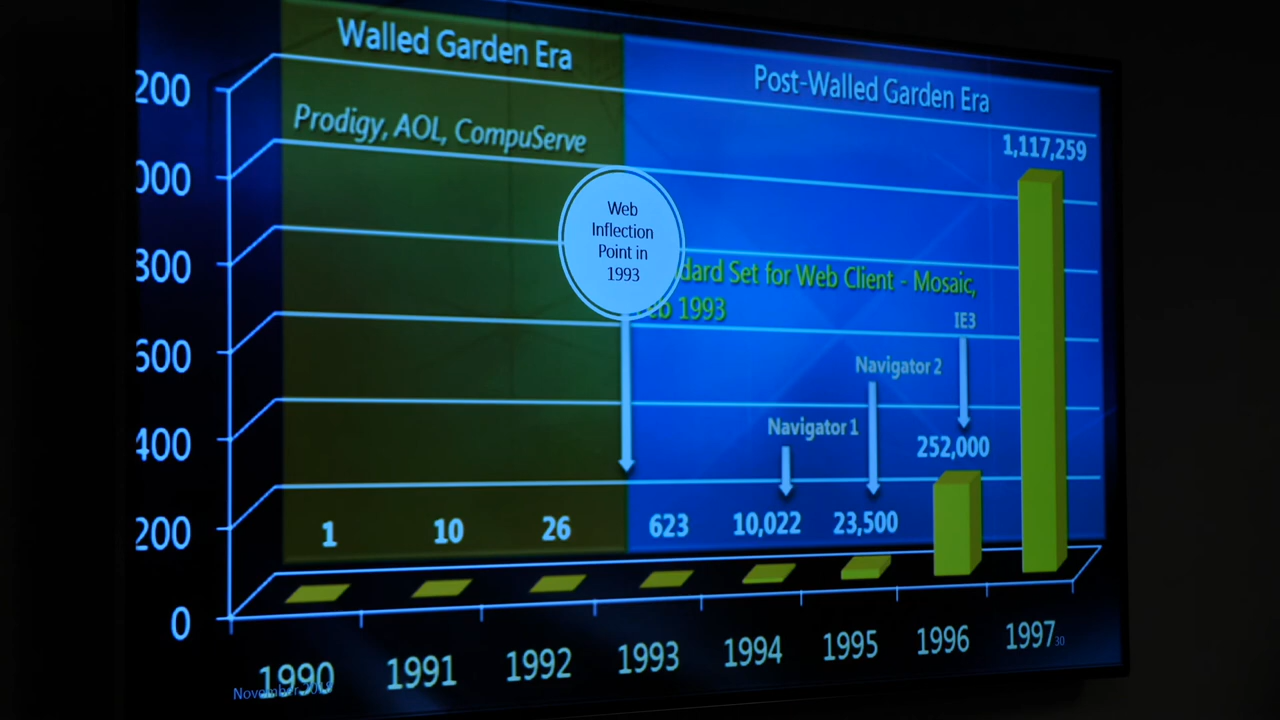 Walled Garden Era
Post-Walled Garden Era
Prodigy, AOL, CompuServe
1,117,259
Web
Inflection
Point in
1993
Set for Web Client - Mosaic,
1993
IE3
Navigator 2
Navigator 1
252,000
1
10
26
623
10,022
23,500
200
000
800
600
400
200
0
1990
1991
1992
1993
1994
1995
1996
1997
30
November